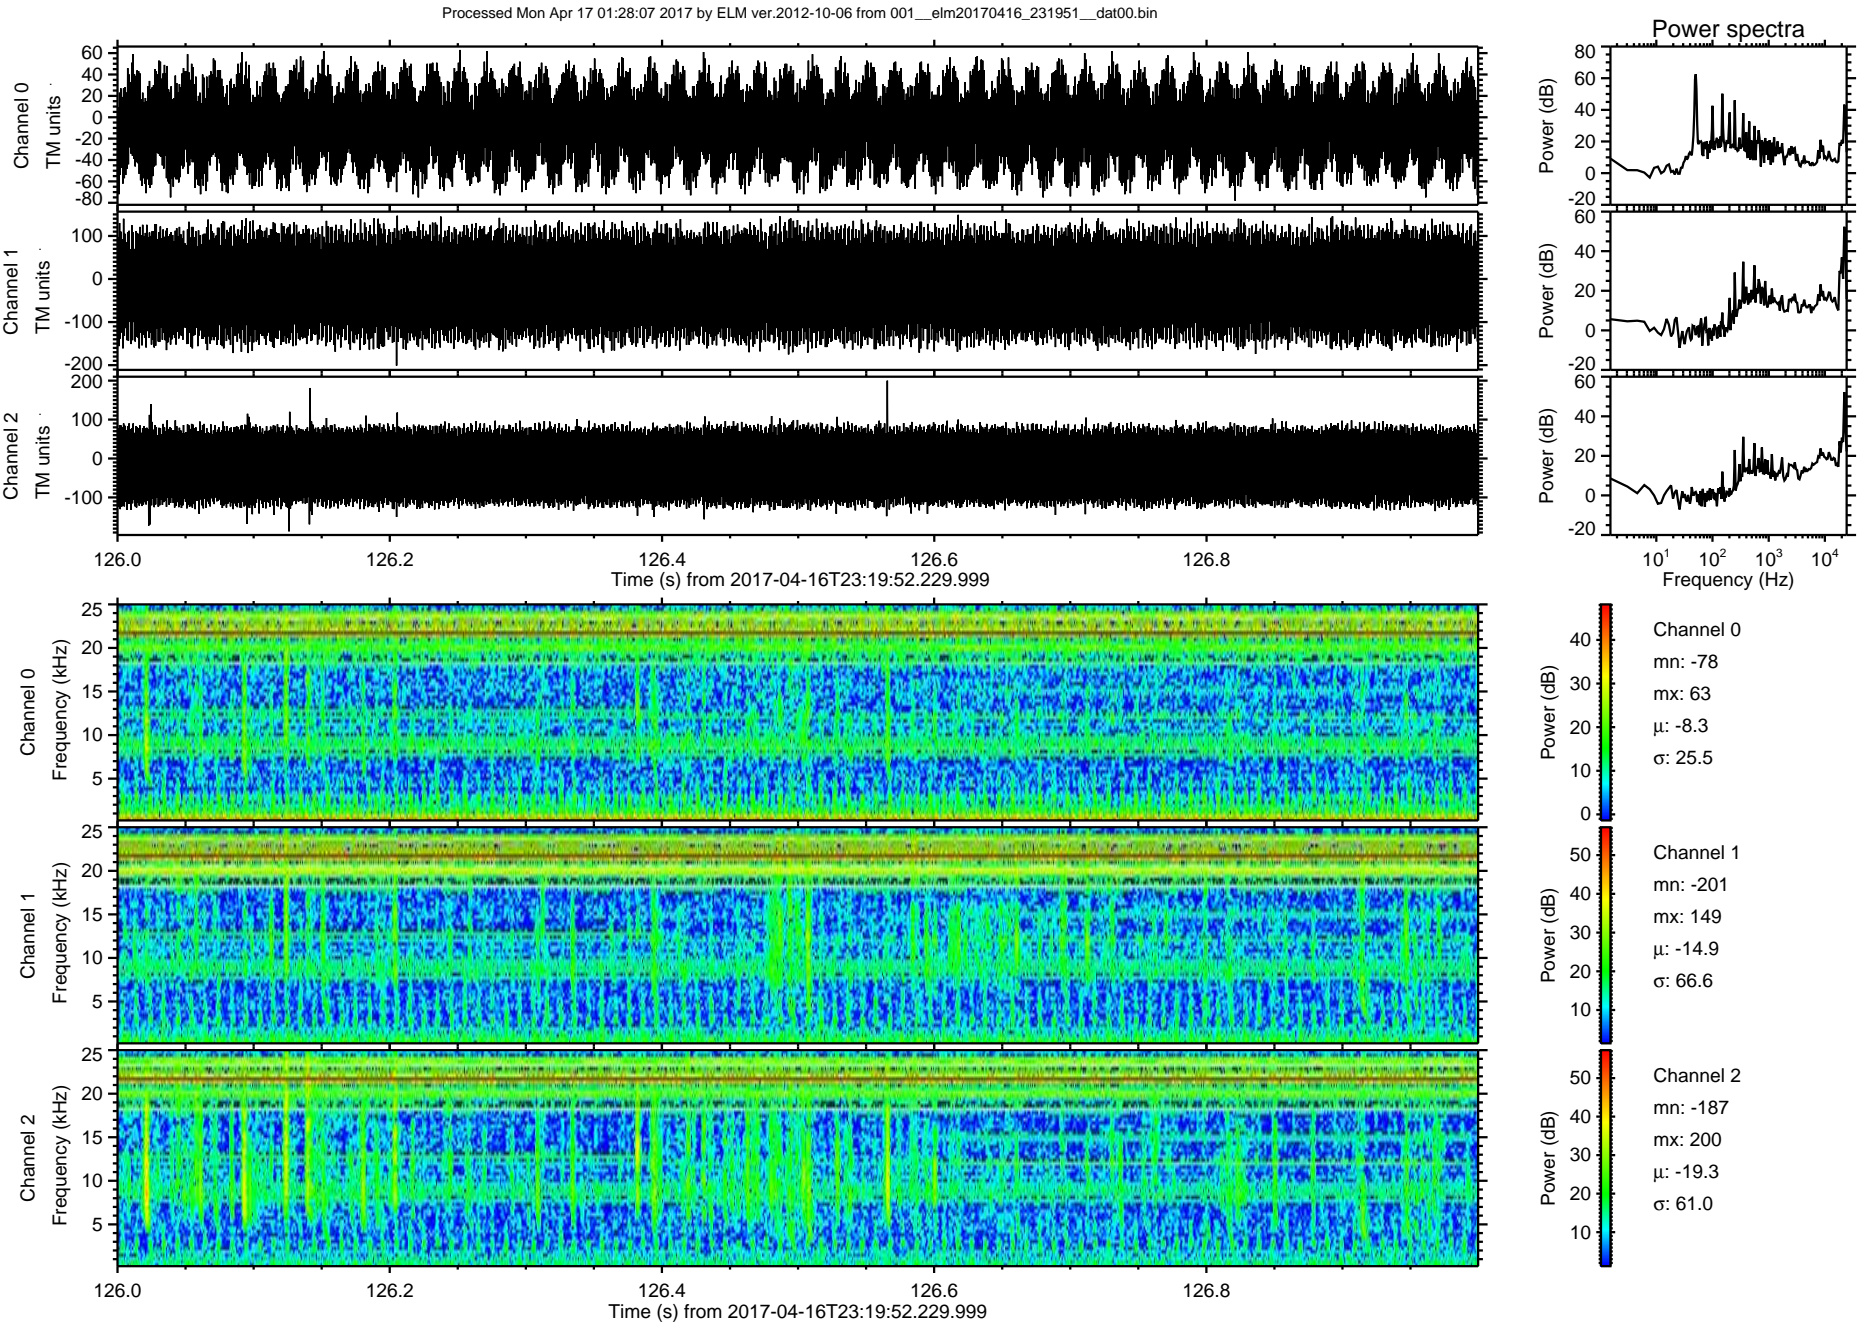 Processed Mon Apr 17 01:28:07 2017 by ELM ver.2012-10-06 from 001__elm20170416_231951__dat00.bin
Power spectra
Channel 0
TM units
60
40
20
0
-20
-40
-60
-80
Power (dB)
80
60
40
20
0
-20
Channel 1
TM units
100
0
-100
-200
Power (dB)
60
40
20
0
-20
Channel 2
TM units
200
100
0
-100
Power (dB)
60
40
20
0
-20
126.0 126.2 126.4 126.6 126.8
Time (s) from 2017-04-16T23:19:52.229.999
10¹ 10² 10³ 10⁴
Frequency (Hz)
Channel 0
Frequency (kHz)
25
20
15
10
5
Power (dB)
40
30
20
10
0
Channel 0
mn: -78
mx: 63
μ: -8.3
σ: 25.5
Channel 1
Frequency (kHz)
25
20
15
10
5
Power (dB)
50
40
30
20
10
Channel 1
mn: -201
mx: 149
μ: -14.9
σ: 66.6
Channel 2
Frequency (kHz)
25
20
15
10
5
Power (dB)
50
40
30
20
10
Channel 2
mn: -187
mx: 200
μ: -19.3
σ: 61.0
126.0 126.2 126.4 126.6 126.8
Time (s) from 2017-04-16T23:19:52.229.999